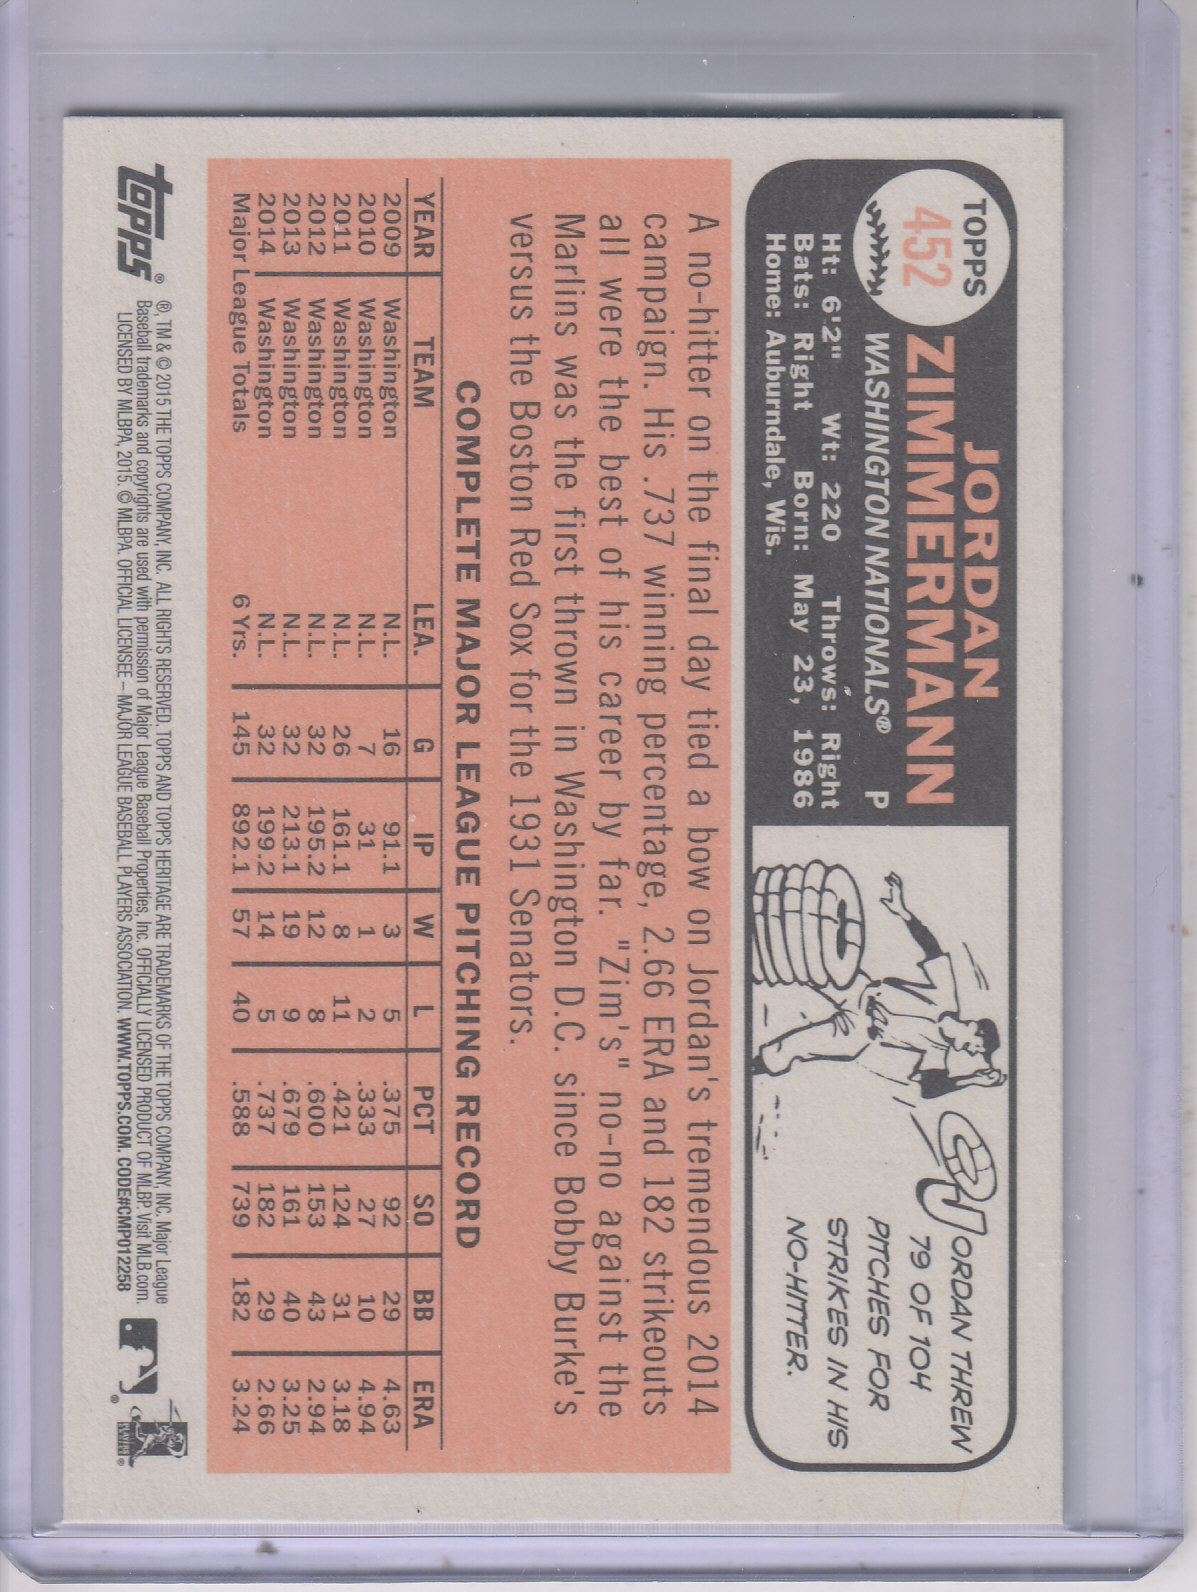 TOPPS
452
JORDAN
ZIMMERMANN
WASHINGTON NATIONALS® P
Ht: 6'2" Wt: 220 Throws: Right
Bats: Right Born: May 23, 1986
Home: Auburndale, Wis.
JORDAN THREW
79 OF 104
PITCHES FOR
STRIKES IN HIS
NO-HITTER.
A no-hitter on the final day tied a bow on Jordan's tremendous 2014
campaign. His .737 winning percentage, 2.66 ERA and 182 strikeouts
all were the best of his career by far. "Zim's" no-no against the
Marlins was the first thrown in Washington D.C. since Bobby Burke's
versus the Boston Red Sox for the 1931 Senators.
COMPLETE MAJOR LEAGUE PITCHING RECORD
YEAR TEAM LEA. G IP W L PCT SO BB ERA
2009 Washington N.L. 16 91.1 3 5 .375 92 29 4.63
2010 Washington N.L. 7 31 1 2 .333 27 10 4.94
2011 Washington N.L. 26 161.1 8 11 .421 124 31 3.18
2012 Washington N.L. 32 195.2 12 8 .600 153 43 2.94
2013 Washington N.L. 32 213.1 19 9 .679 161 40 3.25
2014 Washington N.L. 32 199.2 14 5 .737 182 29 2.66
Major League Totals 6 Yrs. 145 892.1 57 40 .588 739 182 3.24
topps®
®, TM & © 2015 THE TOPPS COMPANY, INC. ALL RIGHTS RESERVED. TOPPS AND TOPPS HERITAGE ARE TRADEMARKS OF THE TOPPS COMPANY, INC. Major League
Baseball trademarks and copyrights are used with permission of Major League Baseball Properties, Inc. OFFICIALLY LICENSED PRODUCT OF MLBP. Visit MLB.com.
LICENSED BY MLBPA, 2015. © MLBPA. OFFICIAL LICENSEE – MAJOR LEAGUE BASEBALL PLAYERS ASSOCIATION. WWW.TOPPS.COM. CODE#CMP012258